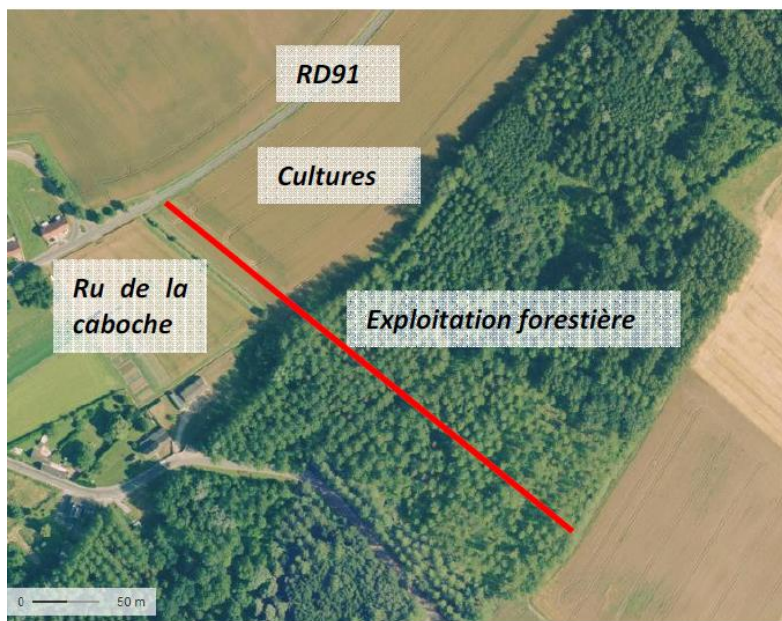 RD91
Cultures
Ru de la
caboche
Exploitation forestière
0 50 m